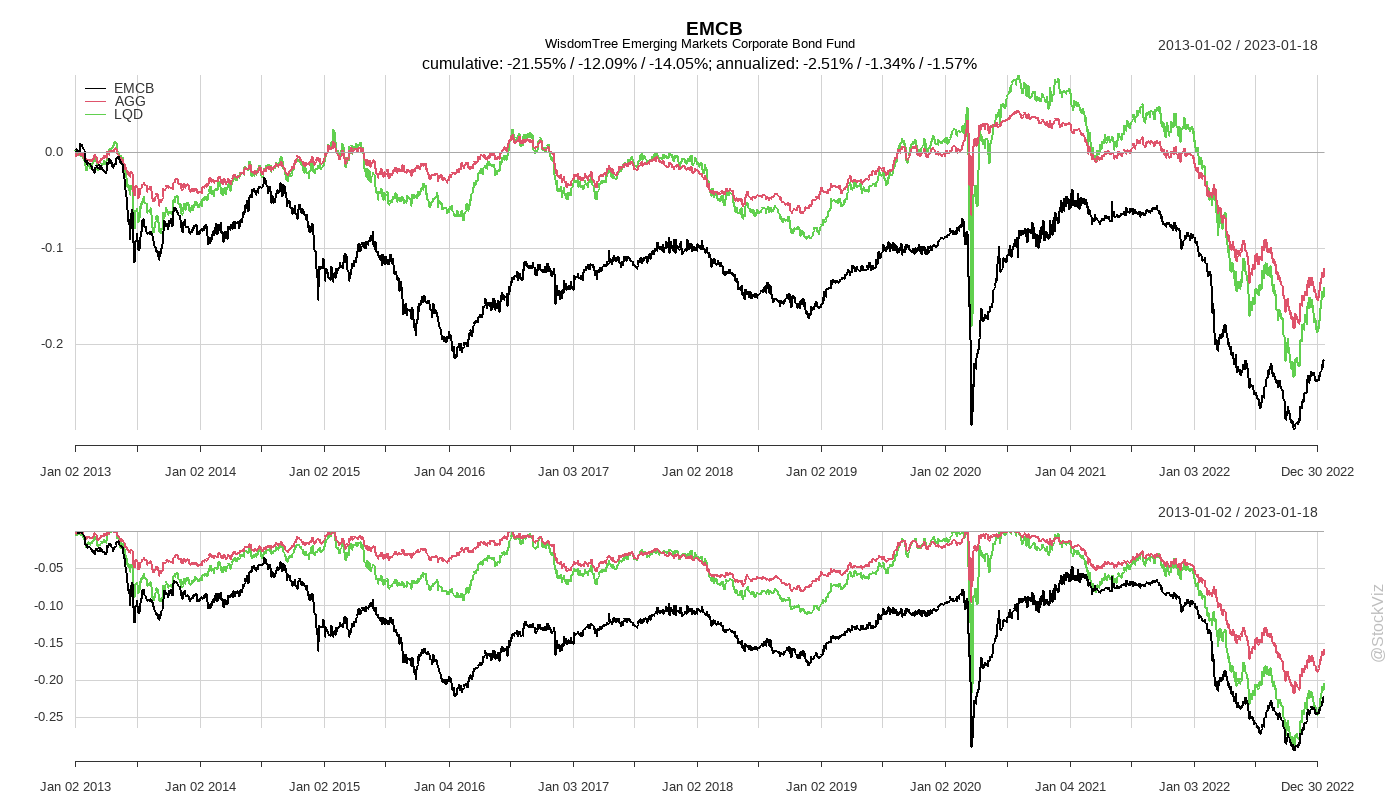 EMCB
WisdomTree Emerging Markets Corporate Bond Fund
2013-01-02 / 2023-01-18
cumulative: -21.55% / -12.09% / -14.05%; annualized: -2.51% / -1.34% / -1.57%
EMCB
AGG
LQD
0.0
-0.1
-0.2
Jan 02 2013 Jan 02 2014 Jan 02 2015 Jan 04 2016 Jan 03 2017 Jan 02 2018 Jan 02 2019 Jan 02 2020 Jan 04 2021 Jan 03 2022 Dec 30 2022
2013-01-02 / 2023-01-18
-0.05
-0.10
-0.15
-0.20
-0.25
Jan 02 2013 Jan 02 2014 Jan 02 2015 Jan 04 2016 Jan 03 2017 Jan 02 2018 Jan 02 2019 Jan 02 2020 Jan 04 2021 Jan 03 2022 Dec 30 2022
@StockViz